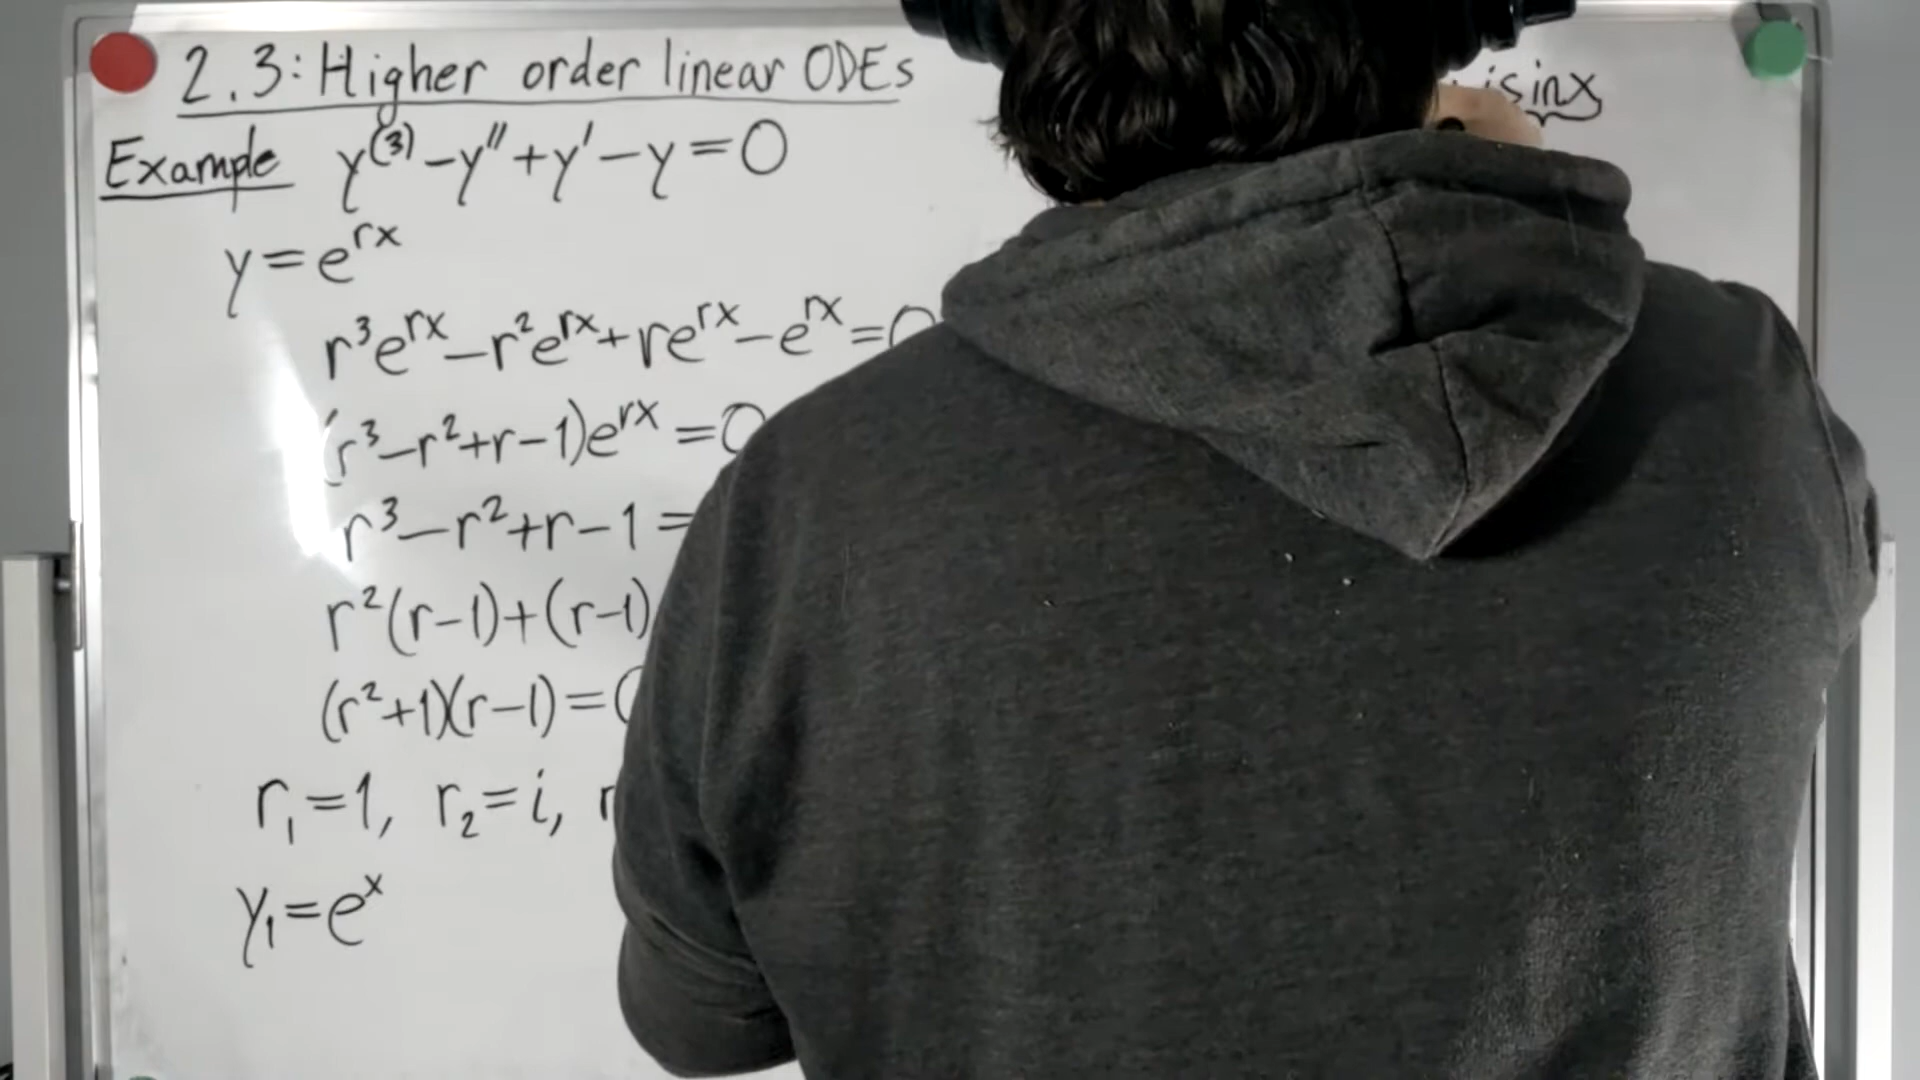 2.3: Higher order linear ODEs
Example y⁽³⁾ - y'' + y' - y = 0
y = e^{rx}
r³e^{rx} - r²e^{rx} + re^{rx} - e^{rx} = 0
(r³ - r² + r - 1)e^{rx} = 0
r³ - r² + r - 1 =
r²(r - 1) + (r - 1)
(r² + 1)(r - 1) = 0
r₁ = 1, r₂ = i, r
y₁ = e^x
isinx